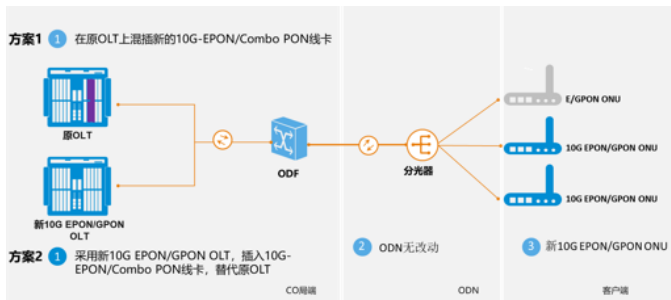 方案1 1 在原OLT上混插新的10G-EPON/Combo PON线卡
原OLT
新10G EPON/GPON
OLT
ODF
分光器
E/GPON ONU
10G EPON/GPON ONU
10G EPON/GPON ONU
方案2 1 采用新10G EPON/GPON OLT，插入10G-
EPON/Combo PON线卡，替代原OLT
2 ODN无改动
3 新10G EPON/GPON ONU
CO局端
ODN
客户端